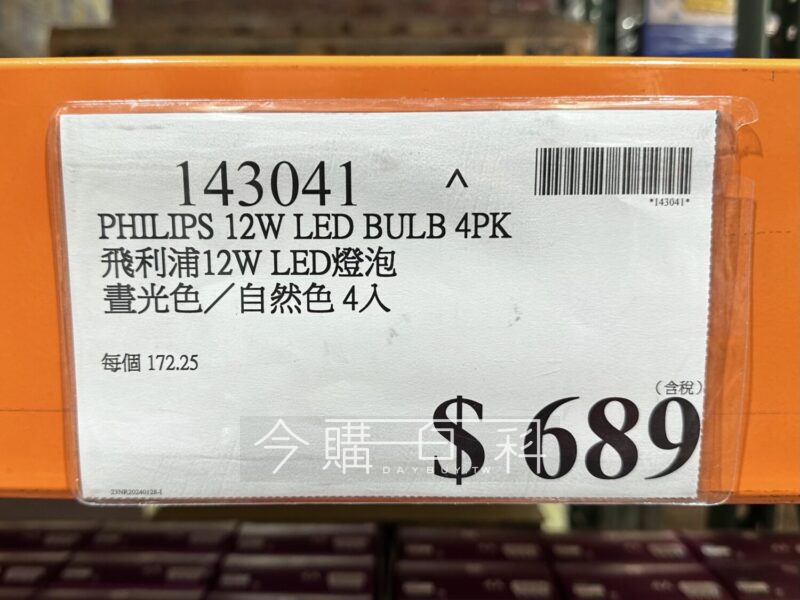 143041 ^
*143041*
PHILIPS 12W LED BULB 4PK
飛利浦12W LED燈泡
晝光色／自然色 4入
每個 172.25
(含稅)
$ 689
今購百科
DAYBUY.TW